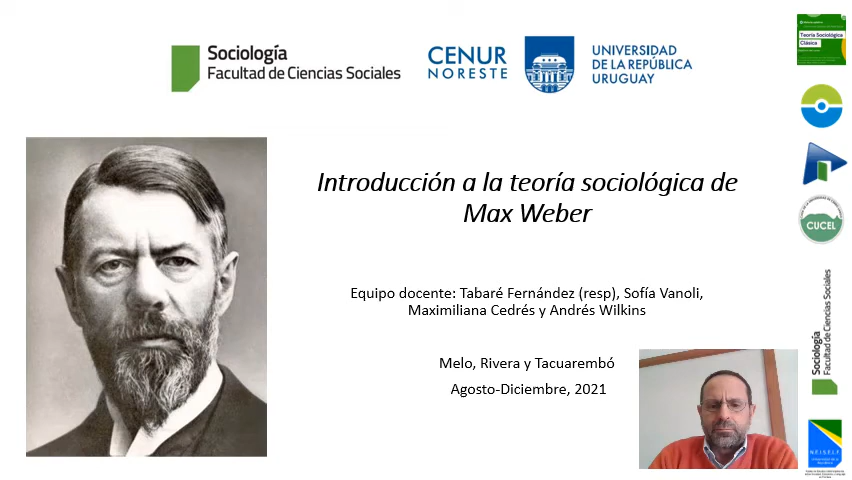 Sociología
Facultad de Ciencias Sociales
CENUR
NORESTE
UNIVERSIDAD
DE LA REPÚBLICA
URUGUAY
Teoría Sociológica
Clásica
Introducción a la teoría sociológica de
Max Weber
CUCEL
Equipo docente: Tabaré Fernández (resp), Sofía Vanoli,
Maximiliana Cedrés y Andrés Wilkins
Sociología
Facultad de Ciencias Sociales
Melo, Rivera y Tacuarembó
Agosto-Diciembre, 2021